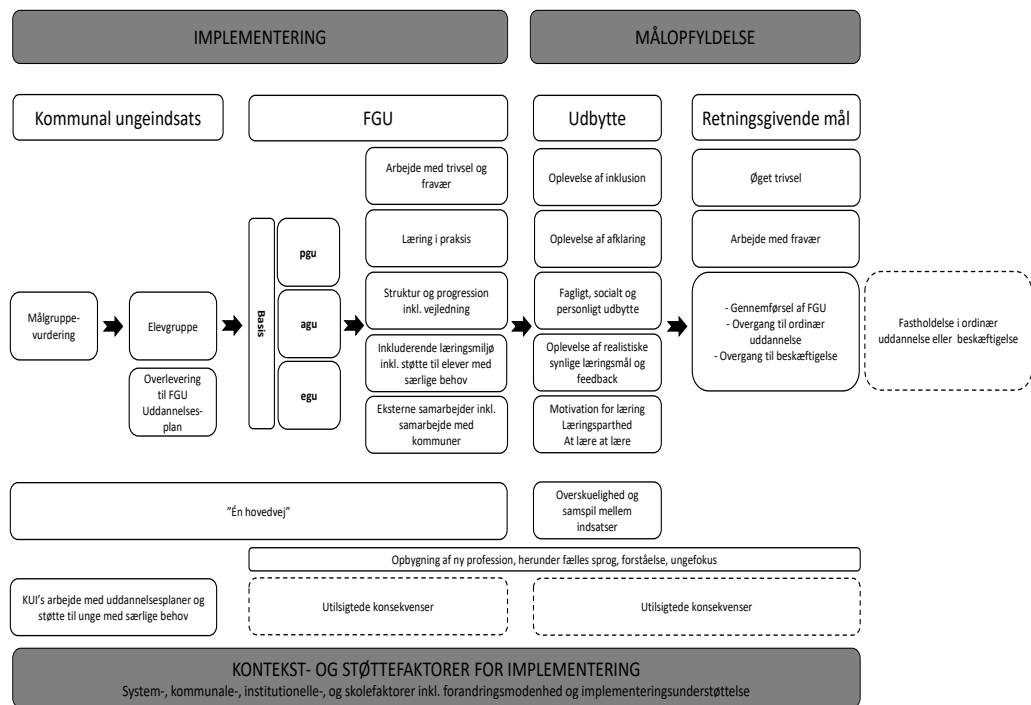 IMPLEMENTERING
MÅLOPFYLDELSE
Kommunal ungeindsats
FGU
Udbytte
Retningsgivende mål
Målgruppe-
vurdering
Elevgruppe
Overlevering
til FGU
Uddannelses-
plan
Basis
pgu
agu
egu
Arbejde med trivsel og
fravær
Læring i praksis
Struktur og progression
inkl. vejledning
Inkluderende læringsmiljø
inkl. støtte til elever med
særlige behov
Eksterne samarbejder inkl.
samarbejde med
kommuner
Oplevelse af inklusion
Oplevelse af afklaring
Fagligt, socialt og
personligt udbytte
Oplevelse af realistiske
synlige læringsmål og
feedback
Motivation for læring
Læringsparthed
At lære at lære
Øget trivsel
Arbejde med fravær
- Gennemførsel af FGU
- Overgang til ordinær
uddannelse
- Overgang til beskæftigelse
Fastholdelse i ordinær
uddannelse eller beskæftigelse
"Én hovedvej"
Overskuelighed og
samspil mellem
indsatser
Opbygning af ny profession, herunder fælles sprog, forståelse, ungefokus
KUI's arbejde med uddannelsesplaner og
støtte til unge med særlige behov
Utilsigtede konsekvenser
Utilsigtede konsekvenser
KONTEKST- OG STØTTEFAKTORER FOR IMPLEMENTERING
System-, kommunale-, institutionelle-, og skolefaktorer inkl. forandringsmodenhed og implementeringsunderstøttelse